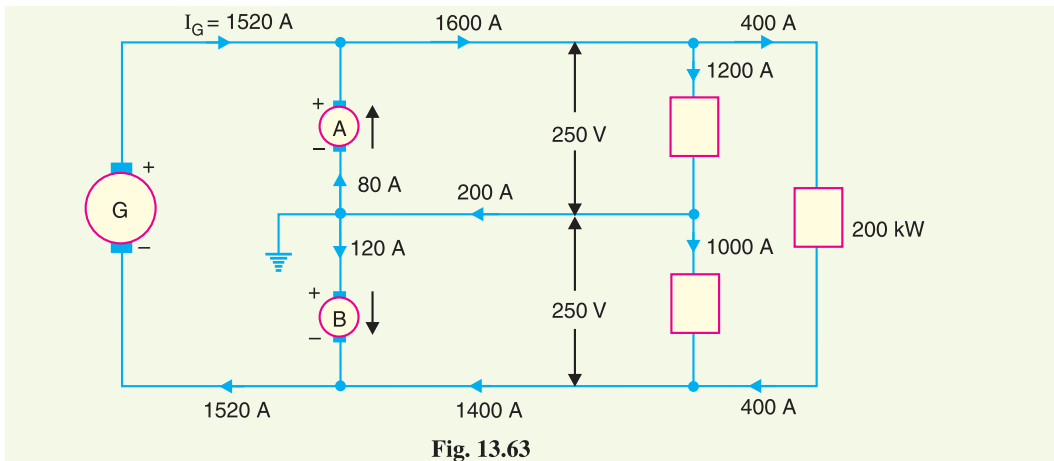 I_G = 1520 A
1600 A
400 A
1200 A
+
A
–
250 V
80 A
200 A
+
G
–
200 kW
120 A
1000 A
+
B
–
250 V
1520 A
1400 A
400 A
Fig. 13.63